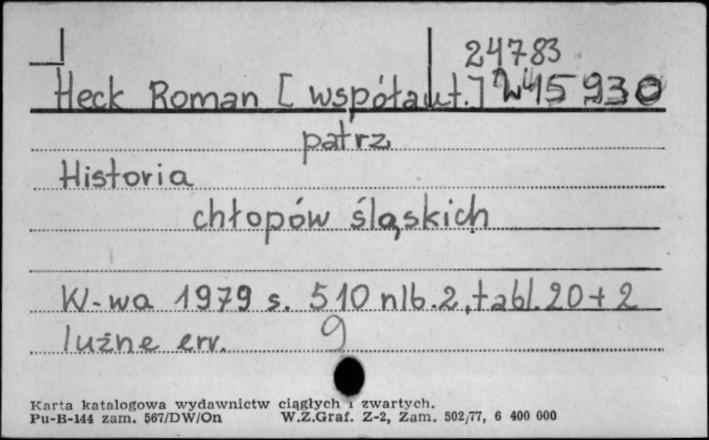 24783
Heck Roman [współaut.] 245 930
patrz
Historia
chłopów śląskich
W-wa 1979 s. 510 nlb. 2, tabl. 20 + 2
luźne err.
9
Karta katalogowa wydawnictw ciągłych i zwartych.
Pu-B-144 zam. 567/DW/On W.Z.Graf. Z-2, Zam. 502/77, 6 400 000